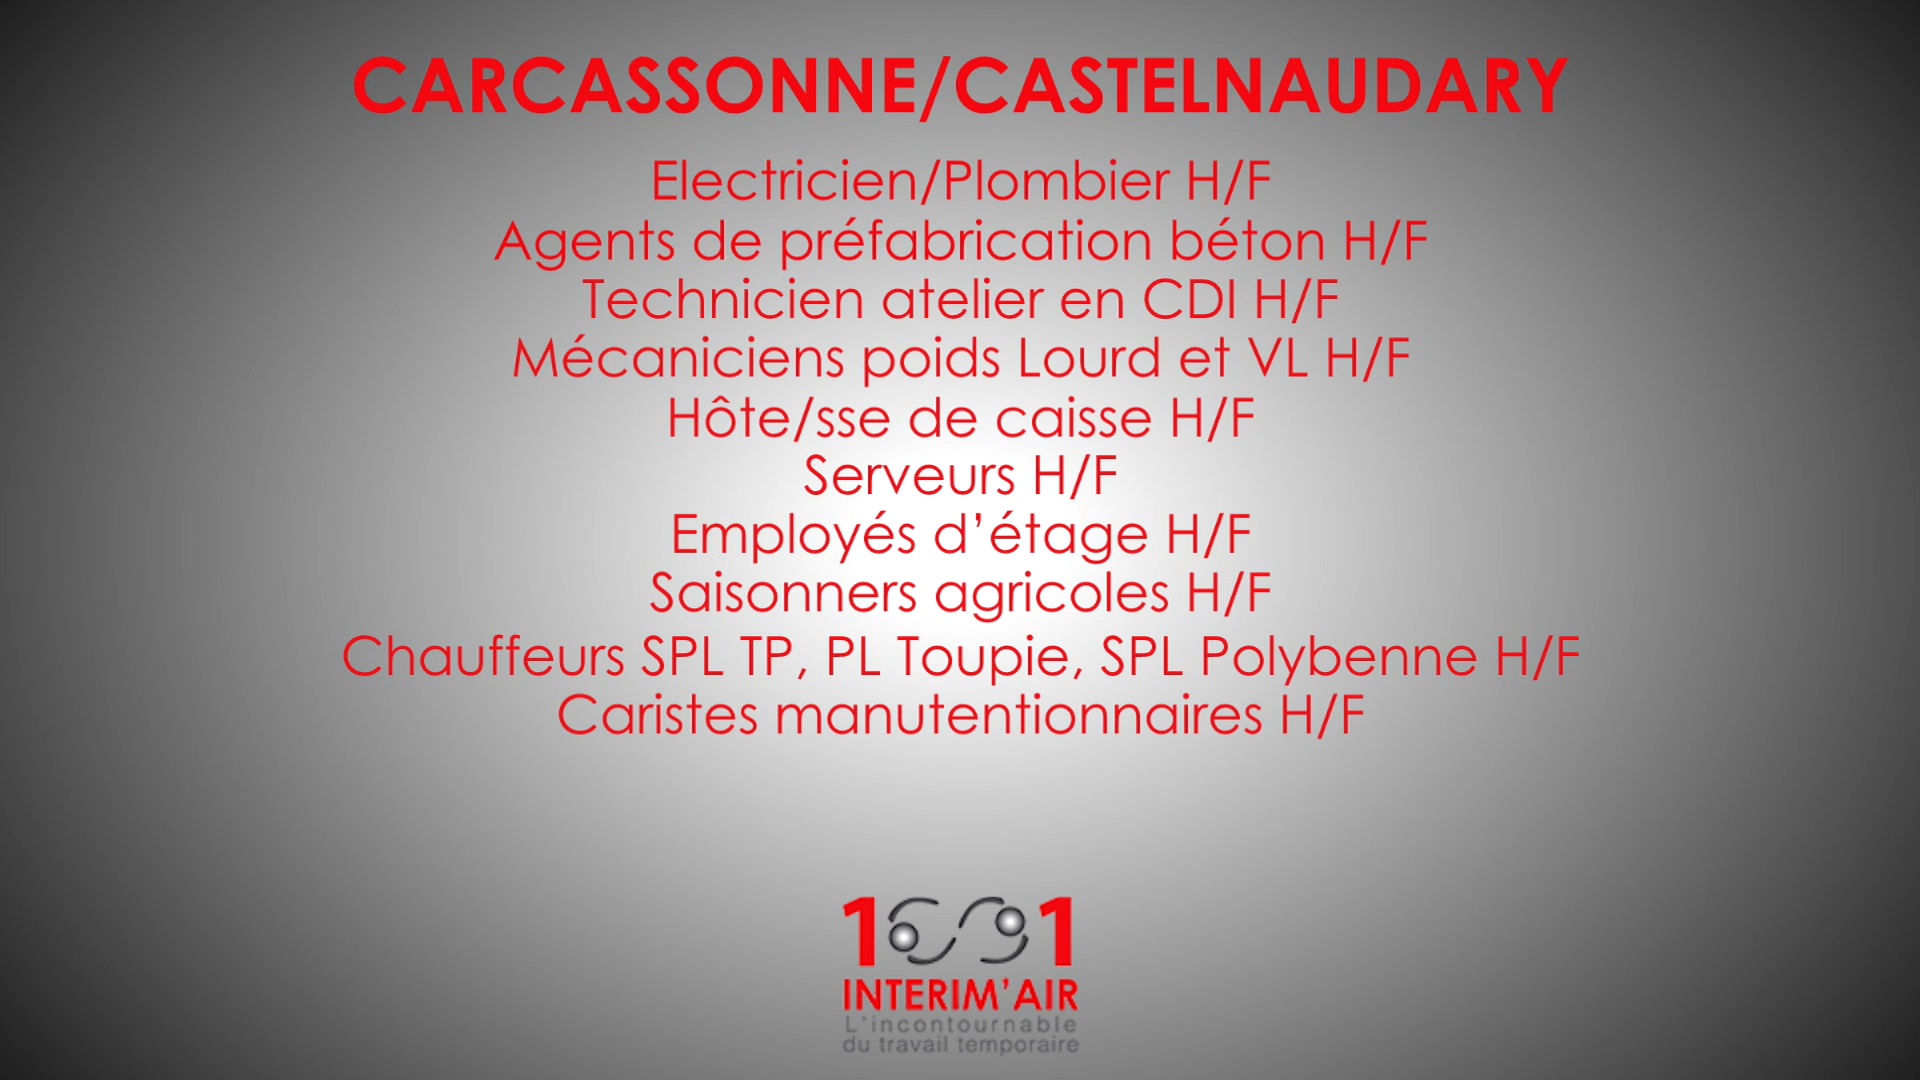 CARCASSONNE/CASTELNAUDARY
Electricien/Plombier H/F
Agents de préfabrication béton H/F
Technicien atelier en CDI H/F
Mécaniciens poids Lourd et VL H/F
Hôte/sse de caisse H/F
Serveurs H/F
Employés d’étage H/F
Saisonners agricoles H/F
Chauffeurs SPL TP, PL Toupie, SPL Polybenne H/F
Caristes manutentionnaires H/F
1001
INTERIM'AIR
L'incontournable
du travail temporaire